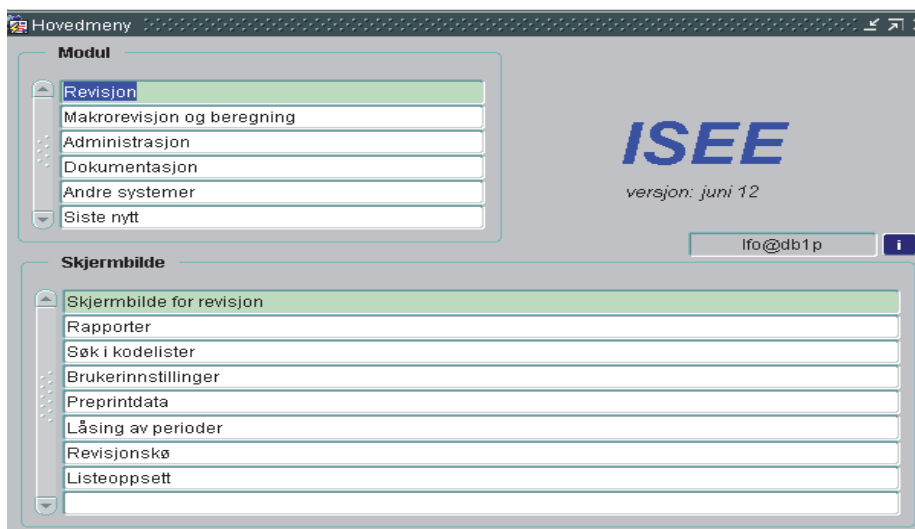 Hovedmeny
Modul
Revisjon
Makrorevisjon og beregning
Administrasjon
Dokumentasjon
Andre systemer
Siste nytt
ISEE
versjon: juni 12
lfo@db1p
i
Skjermbilde
Skjermbilde for revisjon
Rapporter
Søk i kodelister
Brukerinnstillinger
Preprintdata
Låsing av perioder
Revisjonskø
Listeoppsett